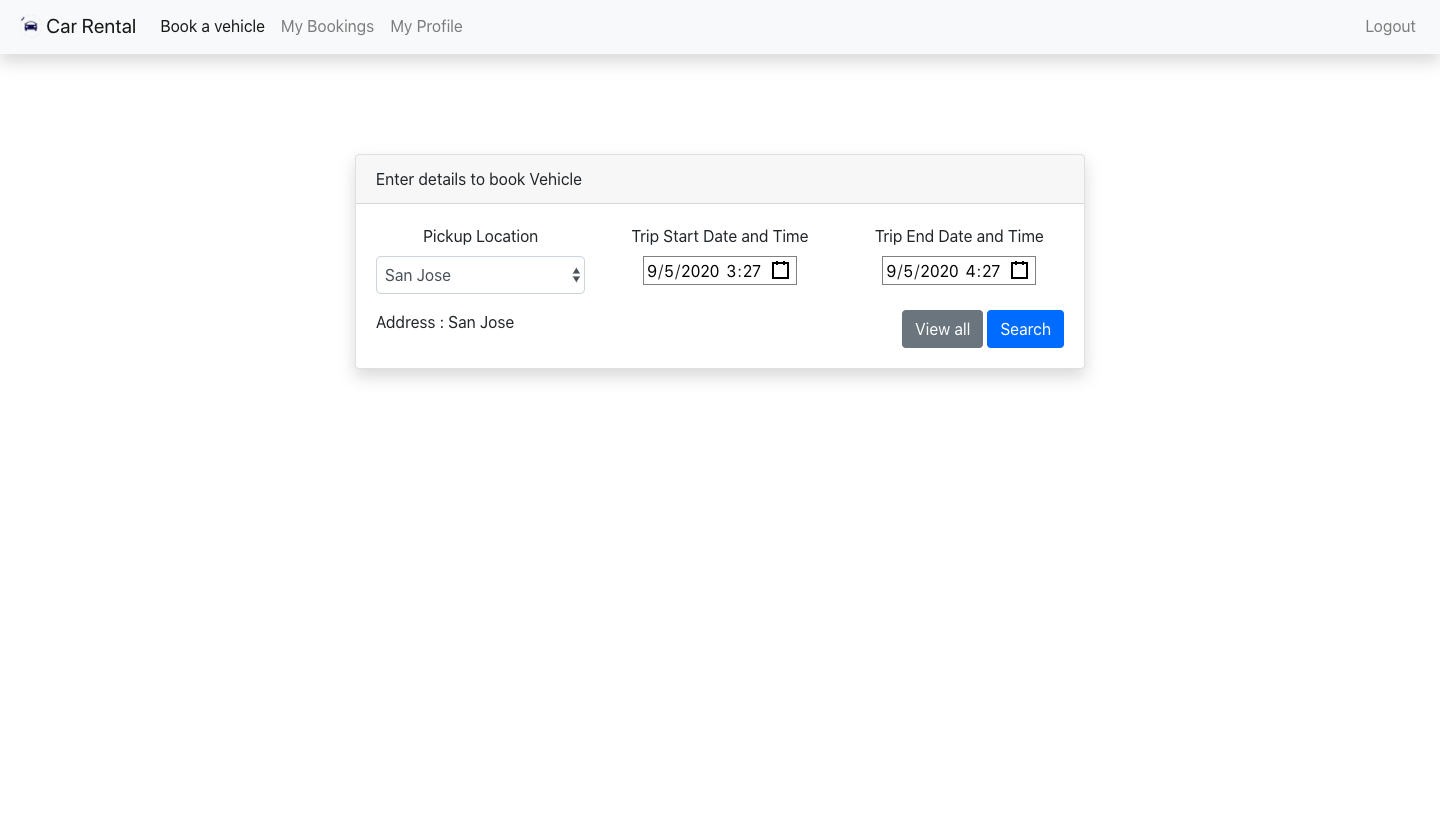 Car Rental Book a vehicle My Bookings My Profile Logout
Enter details to book Vehicle
Pickup Location Trip Start Date and Time Trip End Date and Time
San Jose 9/5/2020 3:27 9/5/2020 4:27
Address : San Jose View all Search